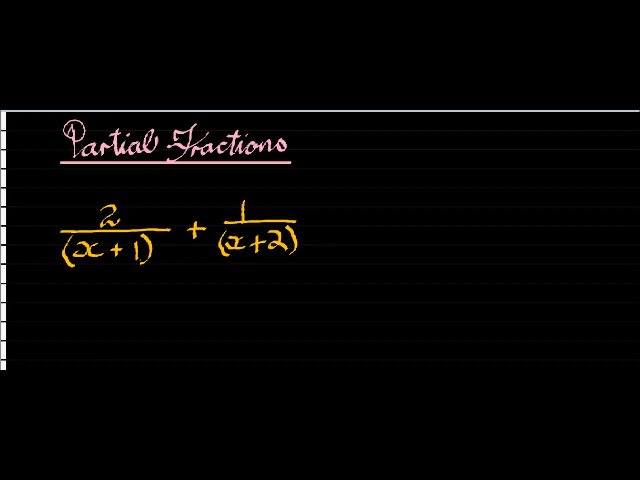 Partial Fractions
2/(x+1) + 1/(x+2)